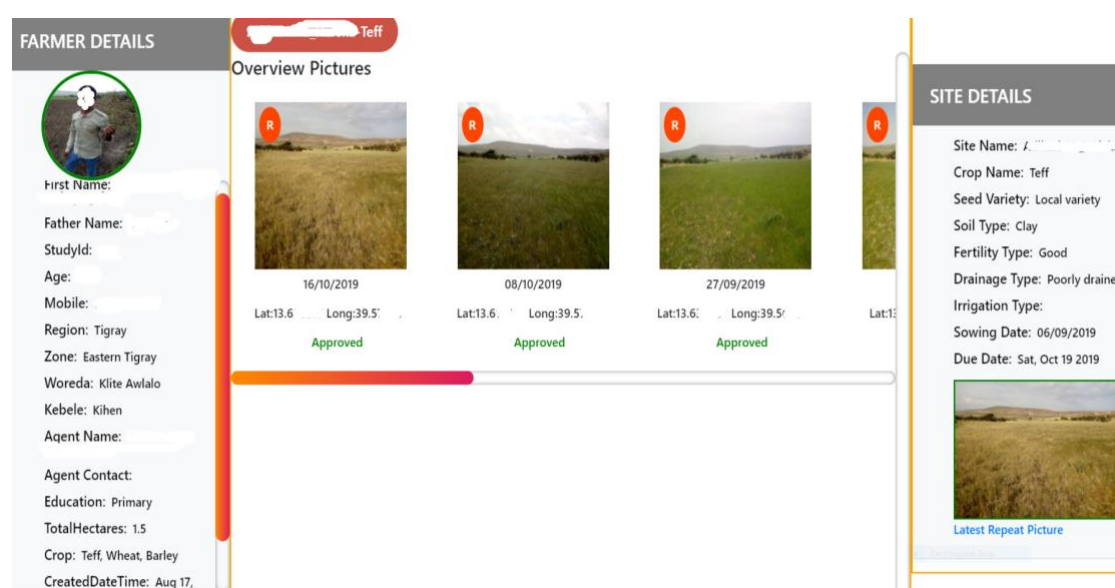 FARMER DETAILS
First Name:
Father Name:
StudyId:
Age:
Mobile:
Region: Tigray
Zone: Eastern Tigray
Woreda: Klite Awlalo
Kebele: Kihen
Agent Name:
Agent Contact:
Education: Primary
TotalHectares: 1.5
Crop: Teff, Wheat, Barley
CreatedDateTime: Aug 17,
-Teff
Overview Pictures
R
R
R
R
16/10/2019
08/10/2019
27/09/2019
Lat:13.6 Long:39.5
Lat:13.6 Long:39.5
Lat:13.6 Long:39.5
Lat:1
Approved
Approved
Approved
SITE DETAILS
Site Name:
Crop Name: Teff
Seed Variety: Local variety
Soil Type: Clay
Fertility Type: Good
Drainage Type: Poorly draine
Irrigation Type:
Sowing Date: 06/09/2019
Due Date: Sat, Oct 19 2019
Latest Repeat Picture